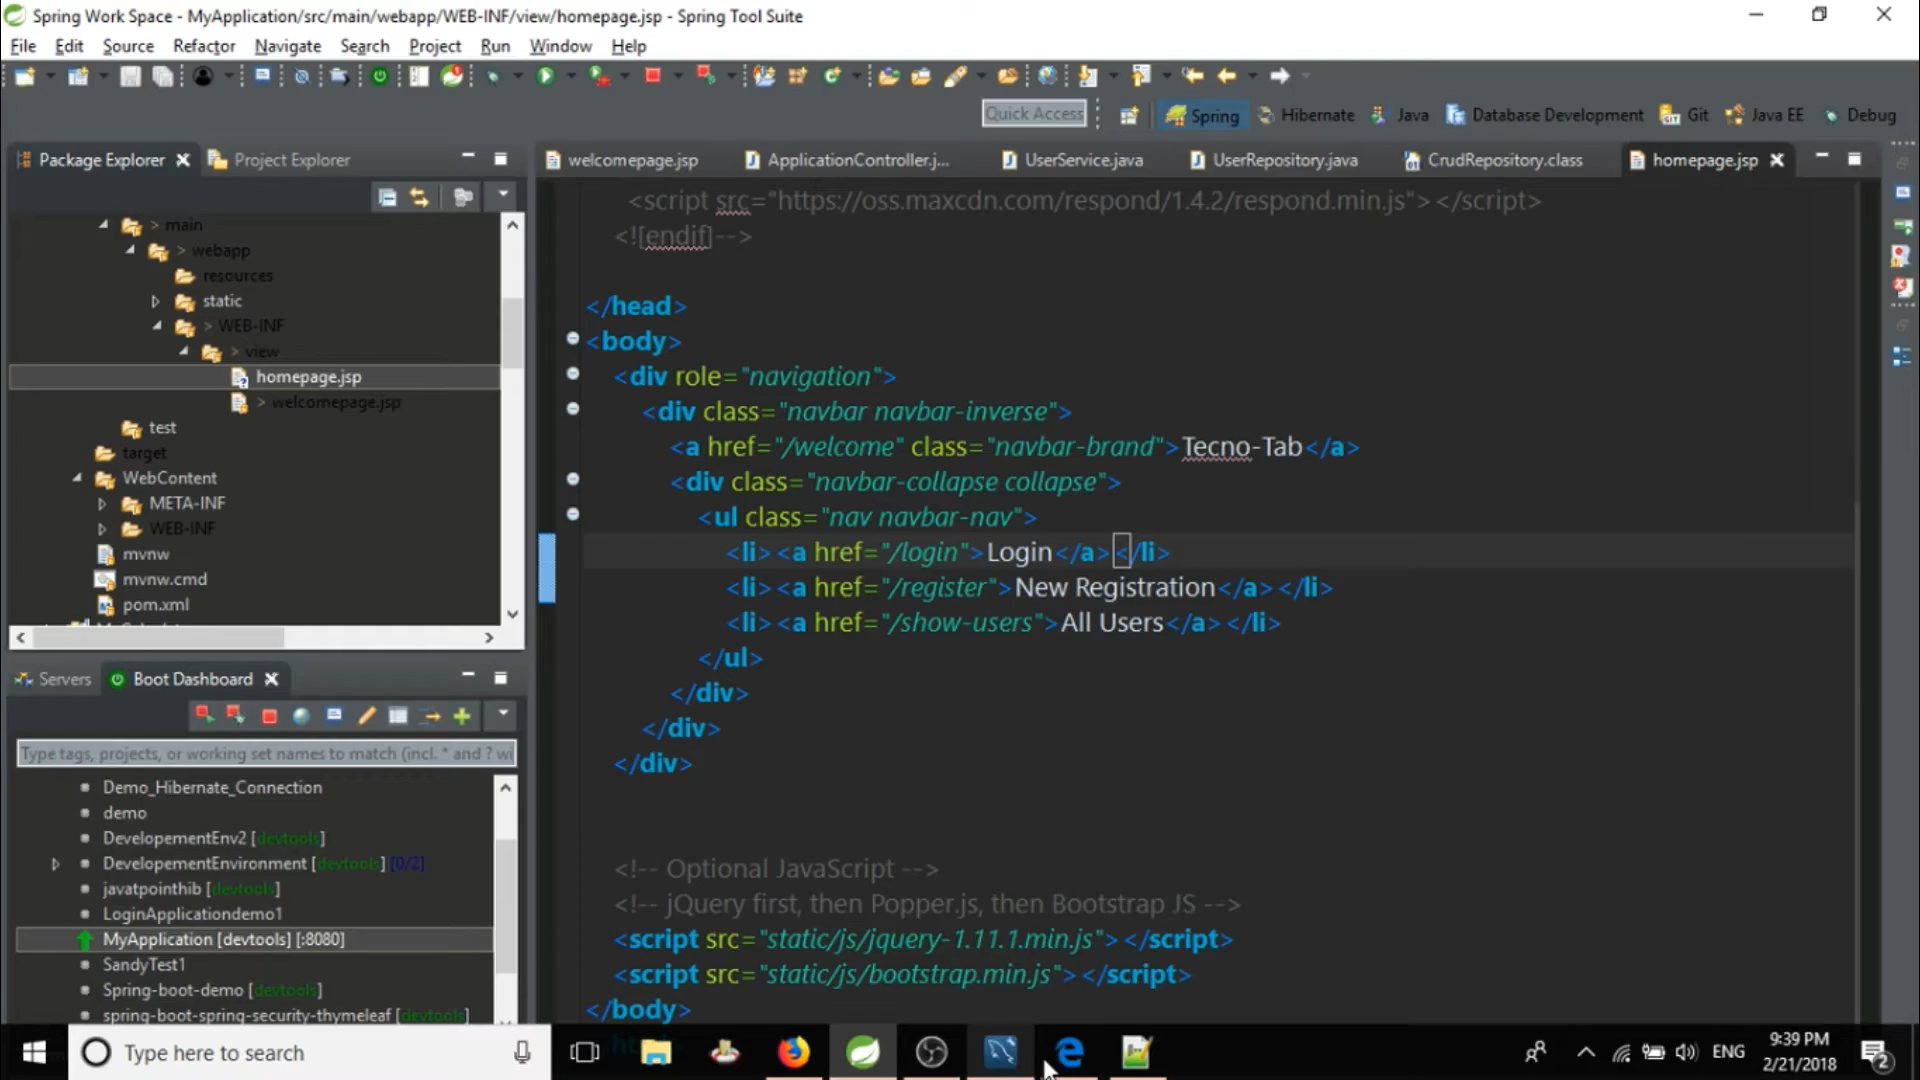 Spring Work Space - MyApplication/src/main/webapp/WEB-INF/view/homepage.jsp - Spring Tool Suite
File Edit Source Refactor Navigate Search Project Run Window Help
Quick Access Spring Hibernate Java Database Development Git Java EE Debug
Package Explorer Project Explorer
welcomepage.jsp ApplicationController.j... UserService.java UserRepository.java CrudRepository.class homepage.jsp
> main
> webapp
resources
static
> WEB-INF
> view
homepage.jsp
> welcomepage.jsp
test
target
WebContent
META-INF
WEB-INF
mvnw
mvnw.cmd
pom.xml
<script src="https://oss.maxcdn.com/respond/1.4.2/respond.min.js"></script>
<![endif]-->
</head>
<body>
<div role="navigation">
<div class="navbar navbar-inverse">
<a href="/welcome" class="navbar-brand">Tecno-Tab</a>
<div class="navbar-collapse collapse">
<ul class="nav navbar-nav">
<li><a href="/login">Login</a></li>
<li><a href="/register">New Registration</a></li>
<li><a href="/show-users">All Users</a></li>
</ul>
</div>
</div>
</div>
<!-- Optional JavaScript -->
<!-- jQuery first, then Popper.js, then Bootstrap JS -->
<script src="static/js/jquery-1.11.1.min.js"></script>
<script src="static/js/bootstrap.min.js"></script>
</body>
Servers Boot Dashboard
Type tags, projects, or working set names to match (incl. * and ? wi
Demo_Hibernate_Connection
demo
DevelopementEnv2 [devtools]
DevelopementEnvironment [devtools] [0/2]
javatpointhib [devtools]
LoginApplicationdemo1
MyApplication [devtools] [:8080]
SandyTest1
Spring-boot-demo [devtools]
spring-boot-spring-security-thymeleaf [devtools]
Type here to search
ENG
9:39 PM
2/21/2018
2